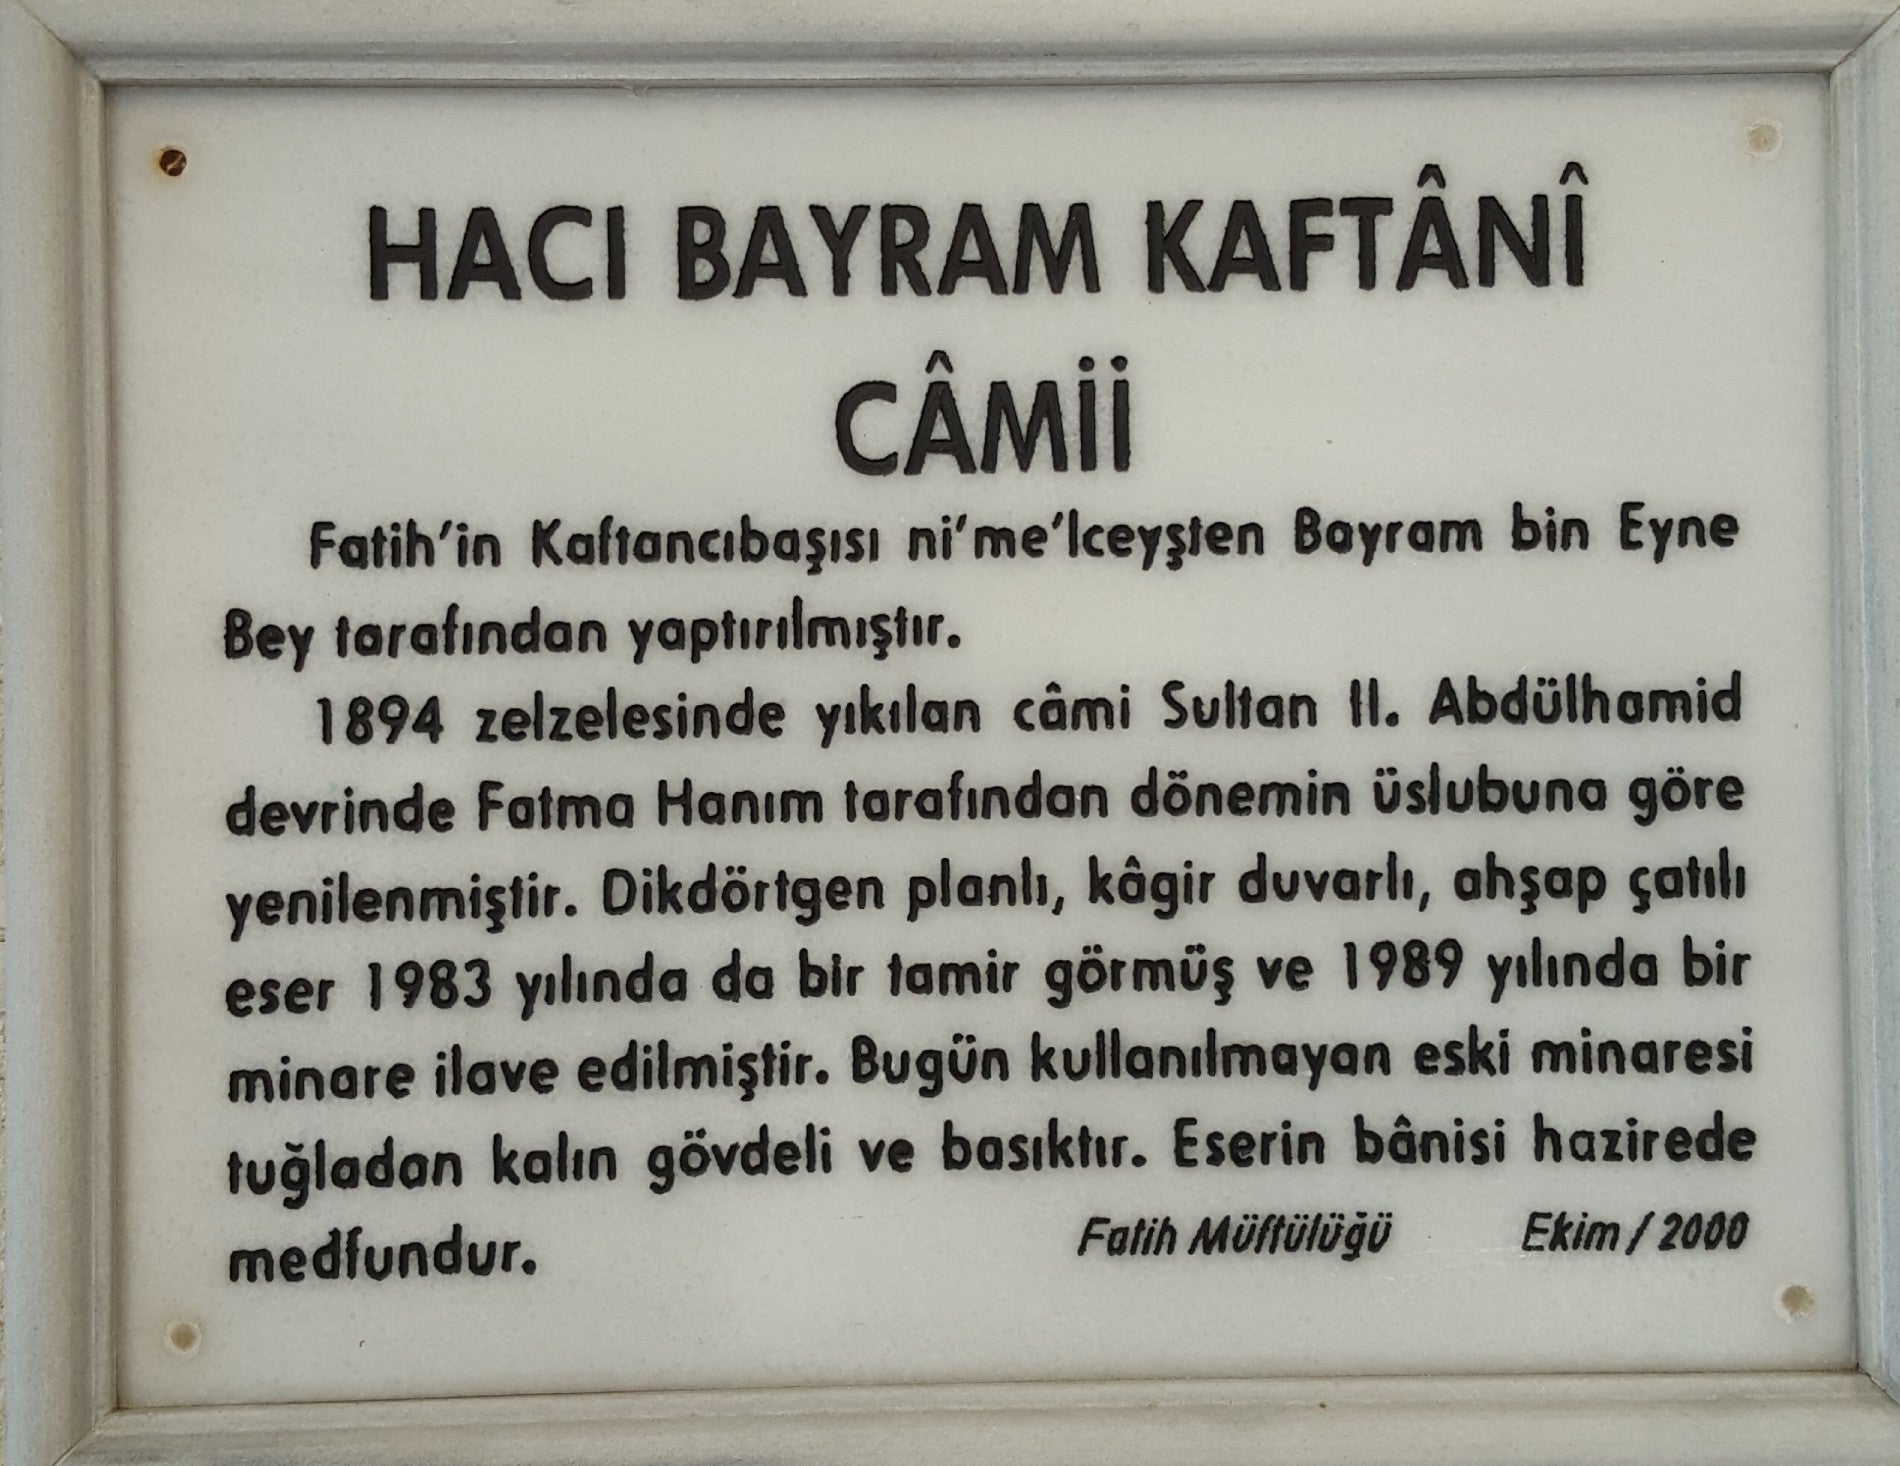 HACI BAYRAM KAFTÂNÎ
CÂMİİ
Fatih'in Kaftancıbaşısı ni'me'lceyşten Bayram bin Eyne
Bey tarafından yaptırılmıştır.
1894 zelzelesinde yıkılan câmi Sultan II. Abdülhamid
devrinde Fatma Hanım tarafından dönemin üslubuna göre
yenilenmiştir. Dikdörtgen planlı, kâgir duvarlı, ahşap çatılı
eser 1983 yılında da bir tamir görmüş ve 1989 yılında bir
minare ilave edilmiştir. Bugün kullanılmayan eski minaresi
tuğladan kalın gövdeli ve basıktır. Eserin bânisi hazirede
medfundur.
Fatih Müftülüğü Ekim / 2000